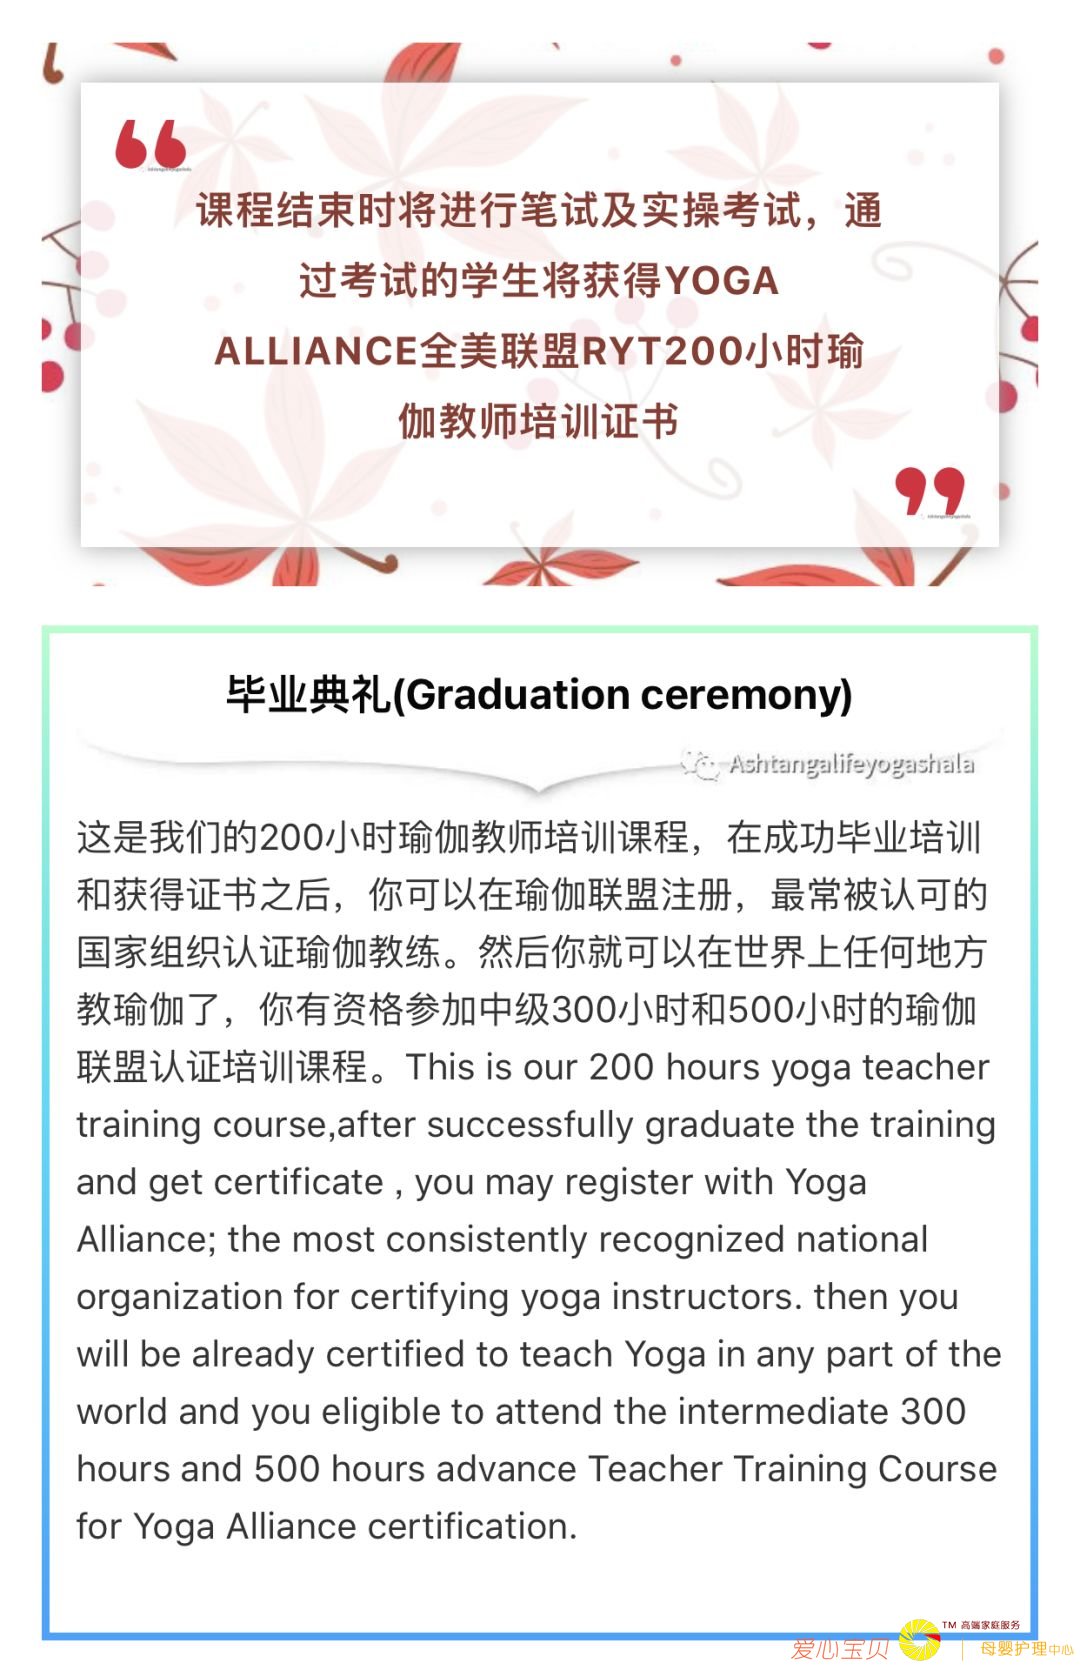 课程结束时将进行笔试及实操考试，通
过考试的学生将获得YOGA
ALLIANCE全美联盟RYT200小时瑜
伽教师培训证书
毕业典礼(Graduation ceremony)
Ashtangalifeyogashala
这是我们的200小时瑜伽教师培训课程，在成功毕业培训
和获得证书之后，你可以在瑜伽联盟注册，最常被认可的
国家组织认证瑜伽教练。然后你就可以在世界上任何地方
教瑜伽了，你有资格参加中级300小时和500小时的瑜伽
联盟认证培训课程。This is our 200 hours yoga teacher
training course,after successfully graduate the training
and get certificate , you may register with Yoga
Alliance; the most consistently recognized national
organization for certifying yoga instructors. then you
will be already certified to teach Yoga in any part of the
world and you eligible to attend the intermediate 300
hours and 500 hours advance Teacher Training Course
for Yoga Alliance certification.
TM 高端家庭服务
爱心宝贝 母婴护理中心